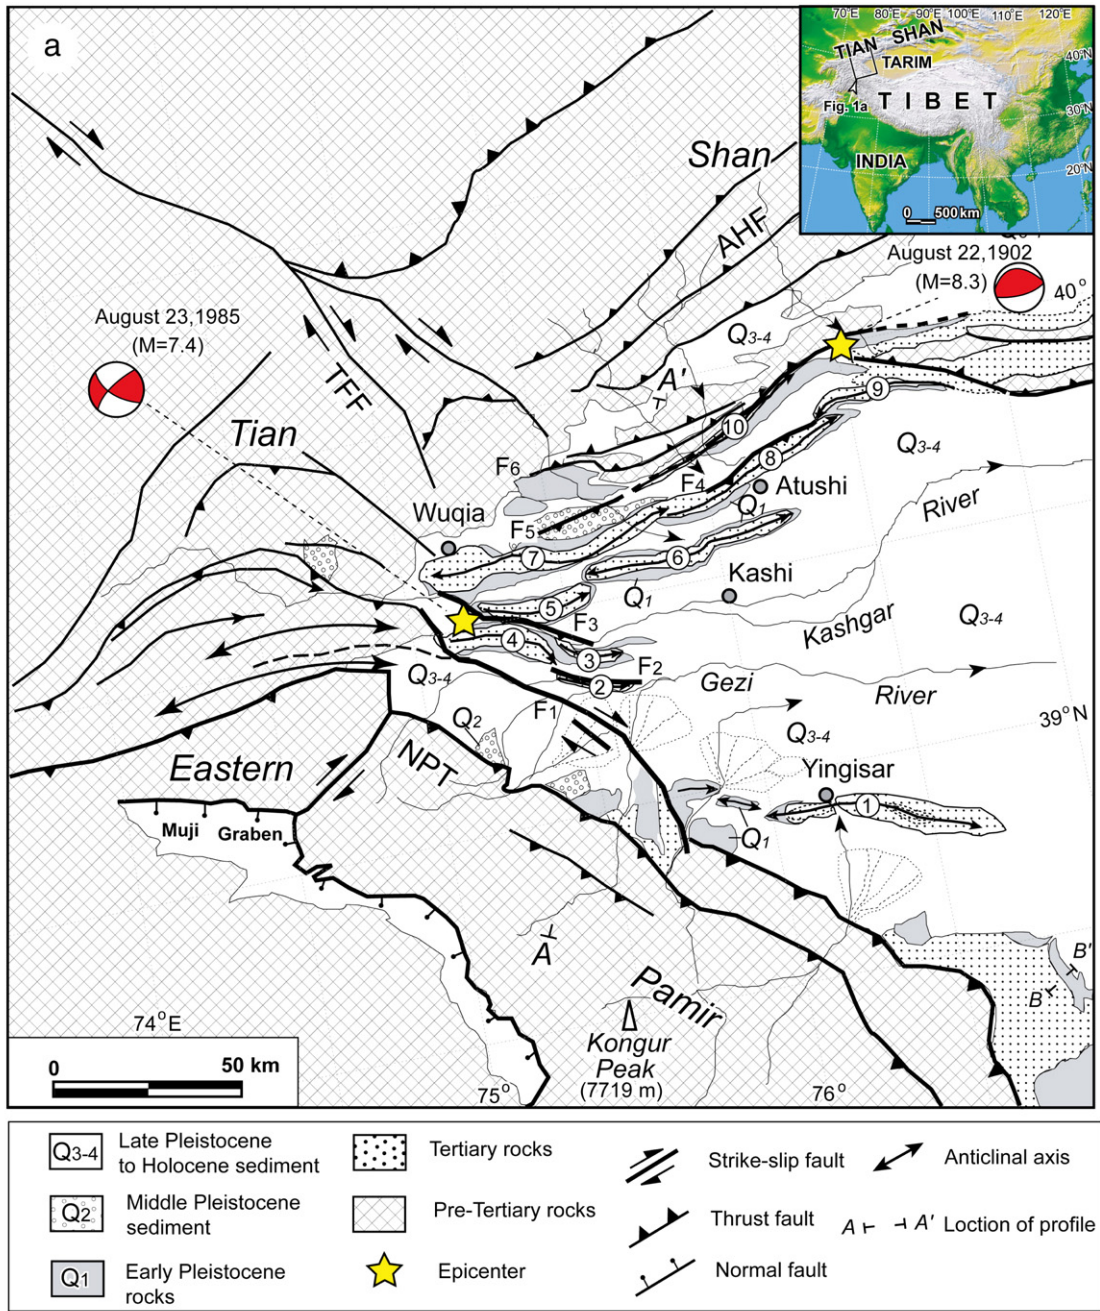 a
70°E 80°E 90°E 100°E 110°E 120°E
TIAN SHAN
TARIM
40°N
Fig. 1a
TIBET
30°N
INDIA
20°N
0 500 km
Shan
AHF
August 22,1902
(M=8.3)
40°
August 23,1985
(M=7.4)
TFF
Q3-4
A'
9
10
Tian
8
Q3-4
F6
F4
Atushi
Q1
River
Wuqia
F5
7
6
Kashi
Q1
5
F3
Kashgar
Q3-4
4
3
F2
Q3-4
2
Gezi
River
39°N
F1
Q2
Q3-4
NPT
Eastern
Yingisar
1
Muji
Graben
Q1
A
B'
B
Pamir
74°E
Kongur
Peak
(7719 m)
0 50 km
75°
76°
Q3-4 Late Pleistocene
to Holocene sediment
Q2 Middle Pleistocene
sediment
Q1 Early Pleistocene
rocks
Tertiary rocks
Pre-Tertiary rocks
Epicenter
Strike-slip fault
Thrust fault
Normal fault
Anticlinal axis
A A' Loction of profile